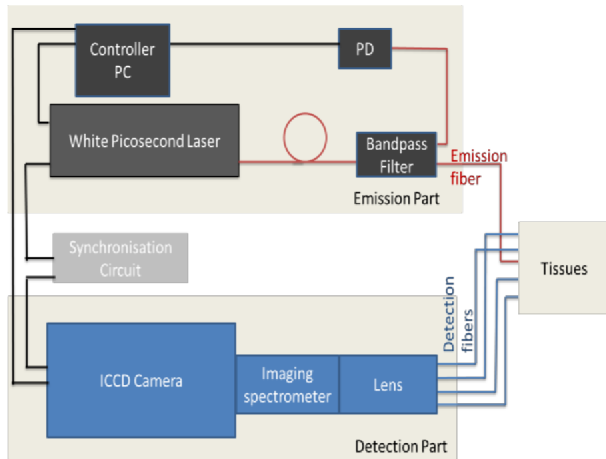 Controller
PC
PD
White Picosecond Laser
Bandpass
Filter
Emission
fiber
Emission Part
Synchronisation
Circuit
Tissues
Detection
fibers
ICCD Camera
Imaging
spectrometer
Lens
Detection Part